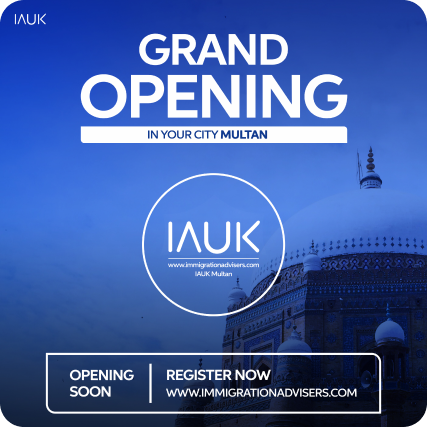 IAUK
GRAND
OPENING
IN YOUR CITY MULTAN
IAUK
www.immigrationadvisers.com
IAUK Multan
OPENING
SOON
REGISTER NOW
WWW.IMMIGRATIONADVISERS.COM